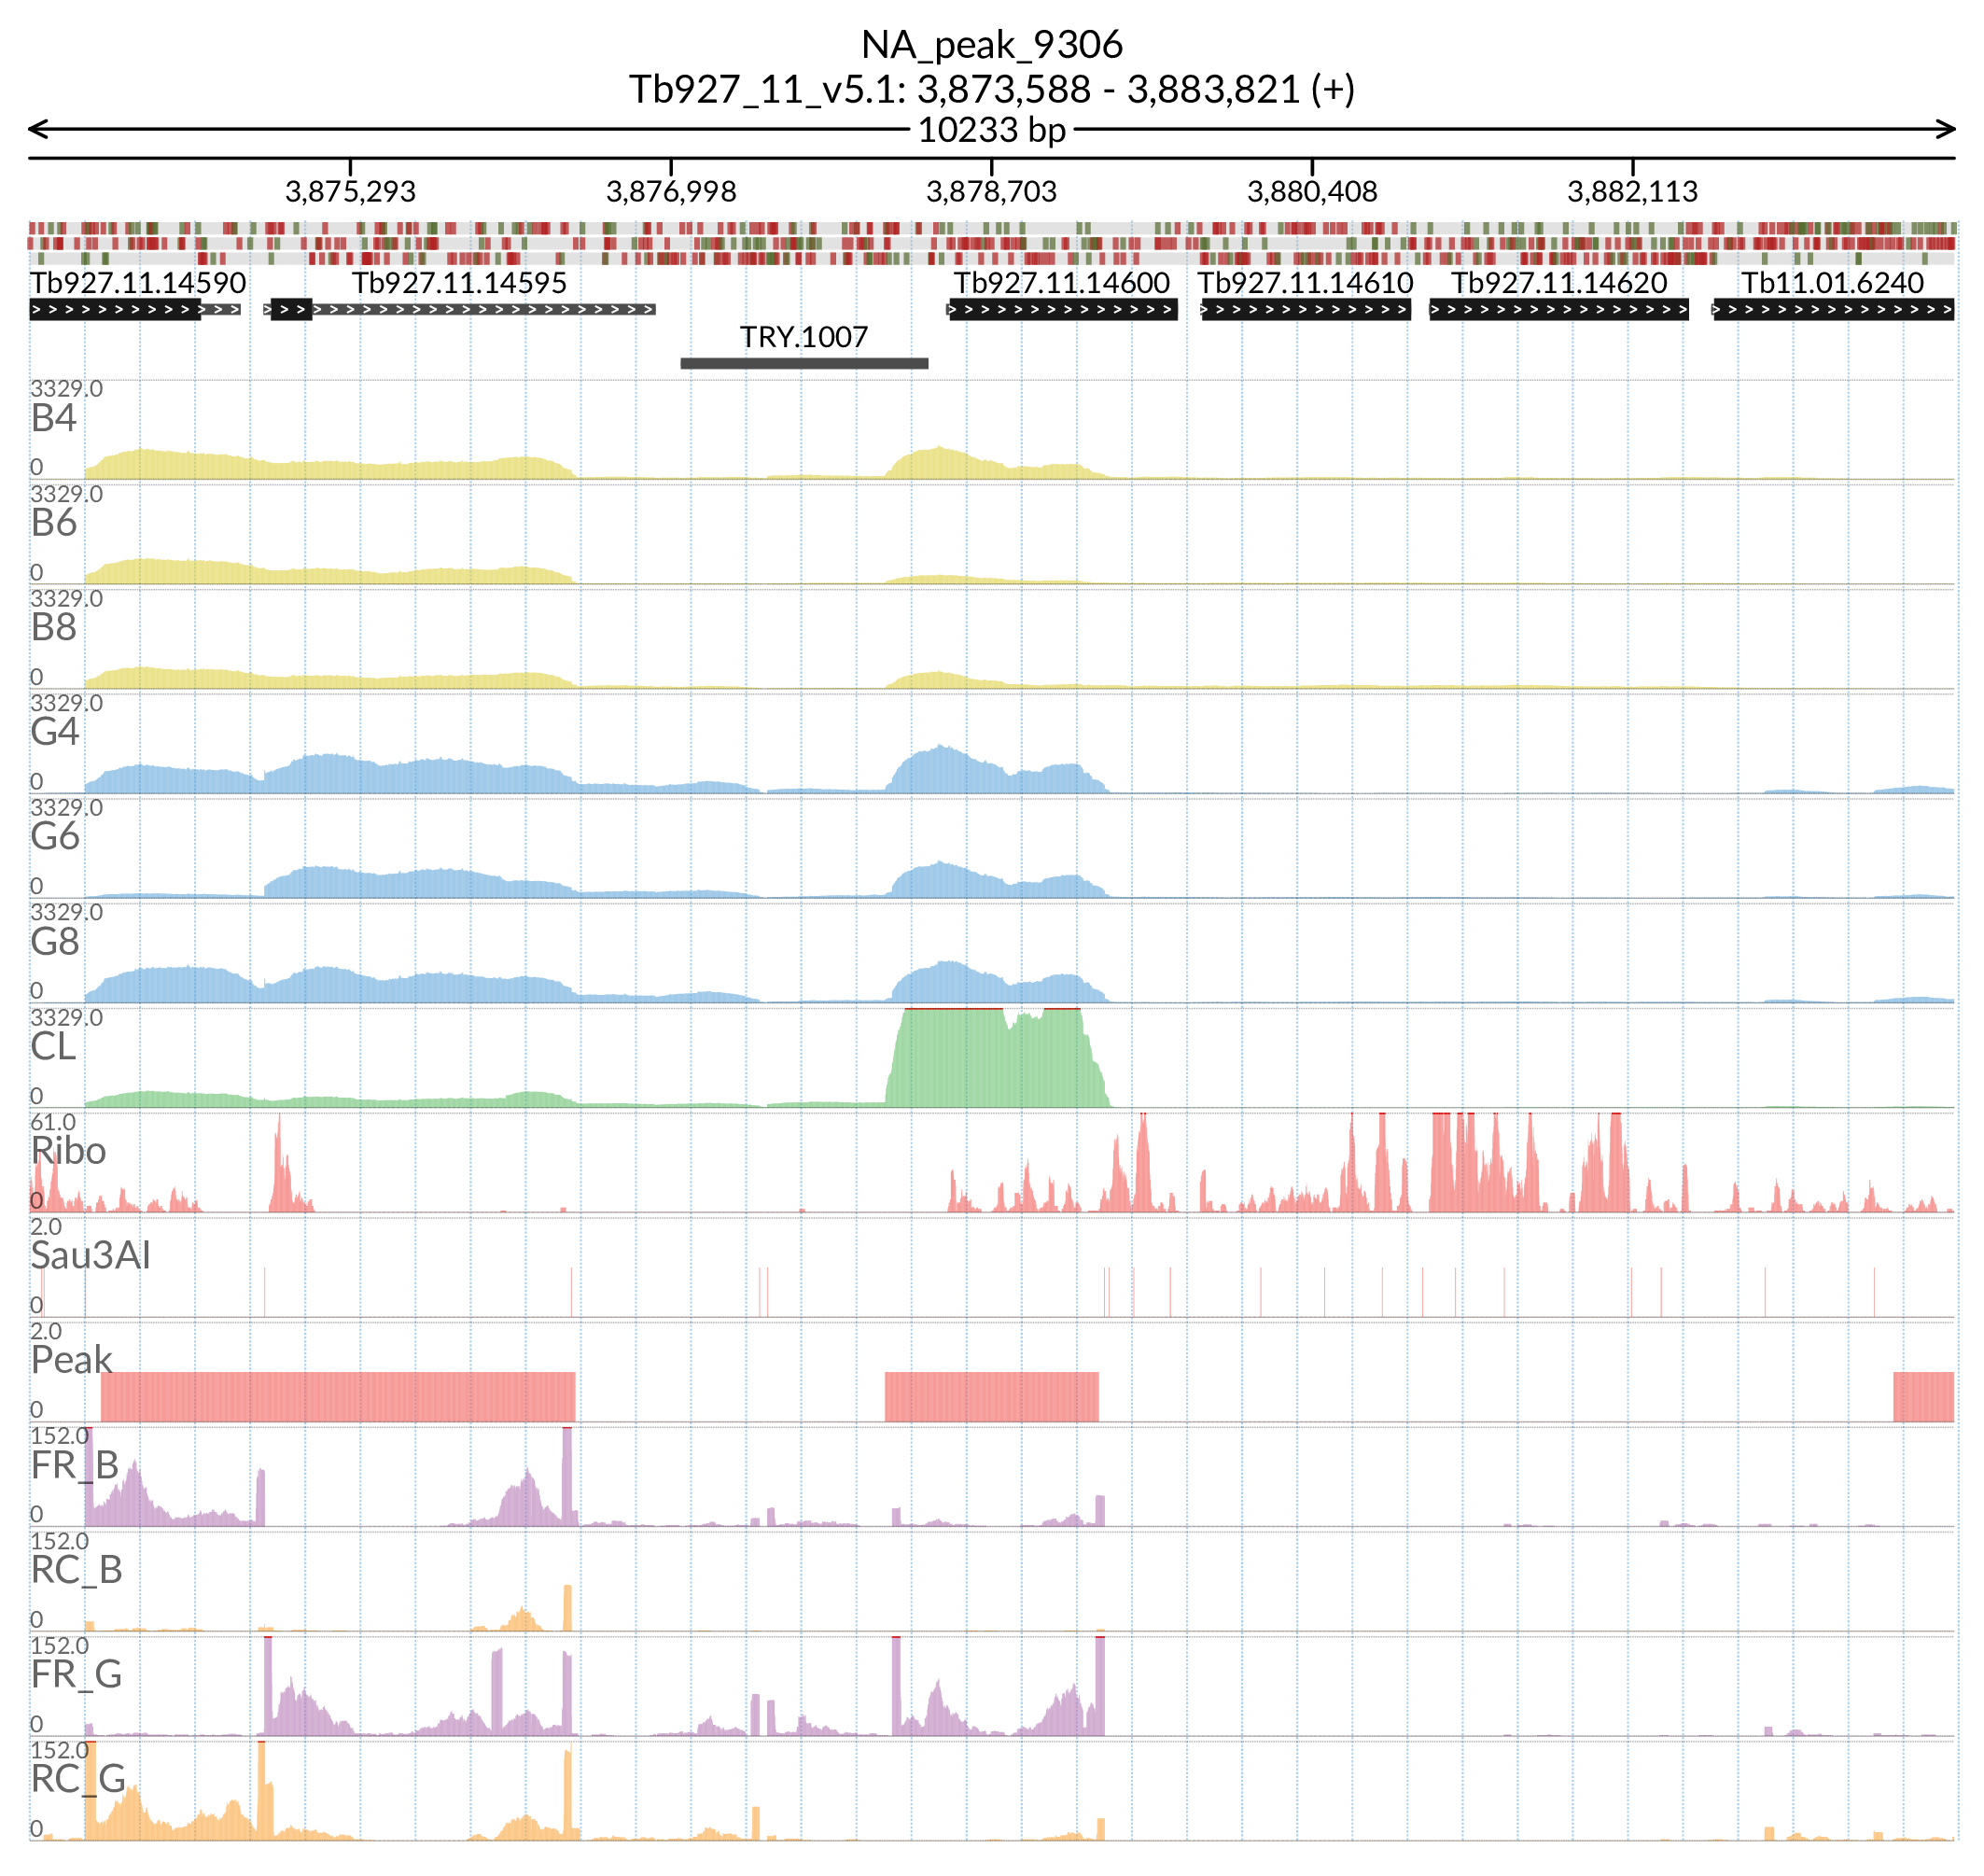 NA_peak_9306
Tb927_11_v5.1: 3,873,588 - 3,883,821 (+)
10233 bp
3,875,293 3,876,998 3,878,703 3,880,408 3,882,113
Tb927.11.14590 Tb927.11.14595 Tb927.11.14600 Tb927.11.14610 Tb927.11.14620 Tb11.01.6240
TRY.1007
3329.0
B4
0
3329.0
B6
0
3329.0
B8
0
3329.0
G4
0
3329.0
G6
0
3329.0
G8
0
3329.0
CL
0
61.0
Ribo
0
2.0
Sau3AI
0
2.0
Peak
0
152.0
FR_B
0
152.0
RC_B
0
152.0
FR_G
0
152.0
RC_G
0